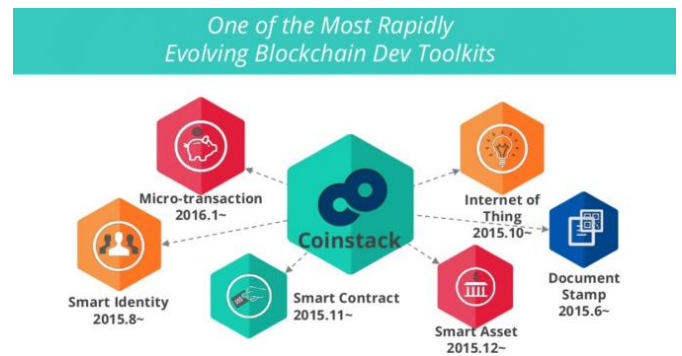 One of the Most Rapidly
Evolving Blockchain Dev Toolkits
Micro-transaction
2016.1~
Coinstack
Internet of
Thing
2015.10~
Smart Identity
2015.8~
Smart Contract
2015.11~
Smart Asset
2015.12~
Document
Stamp
2015.6~